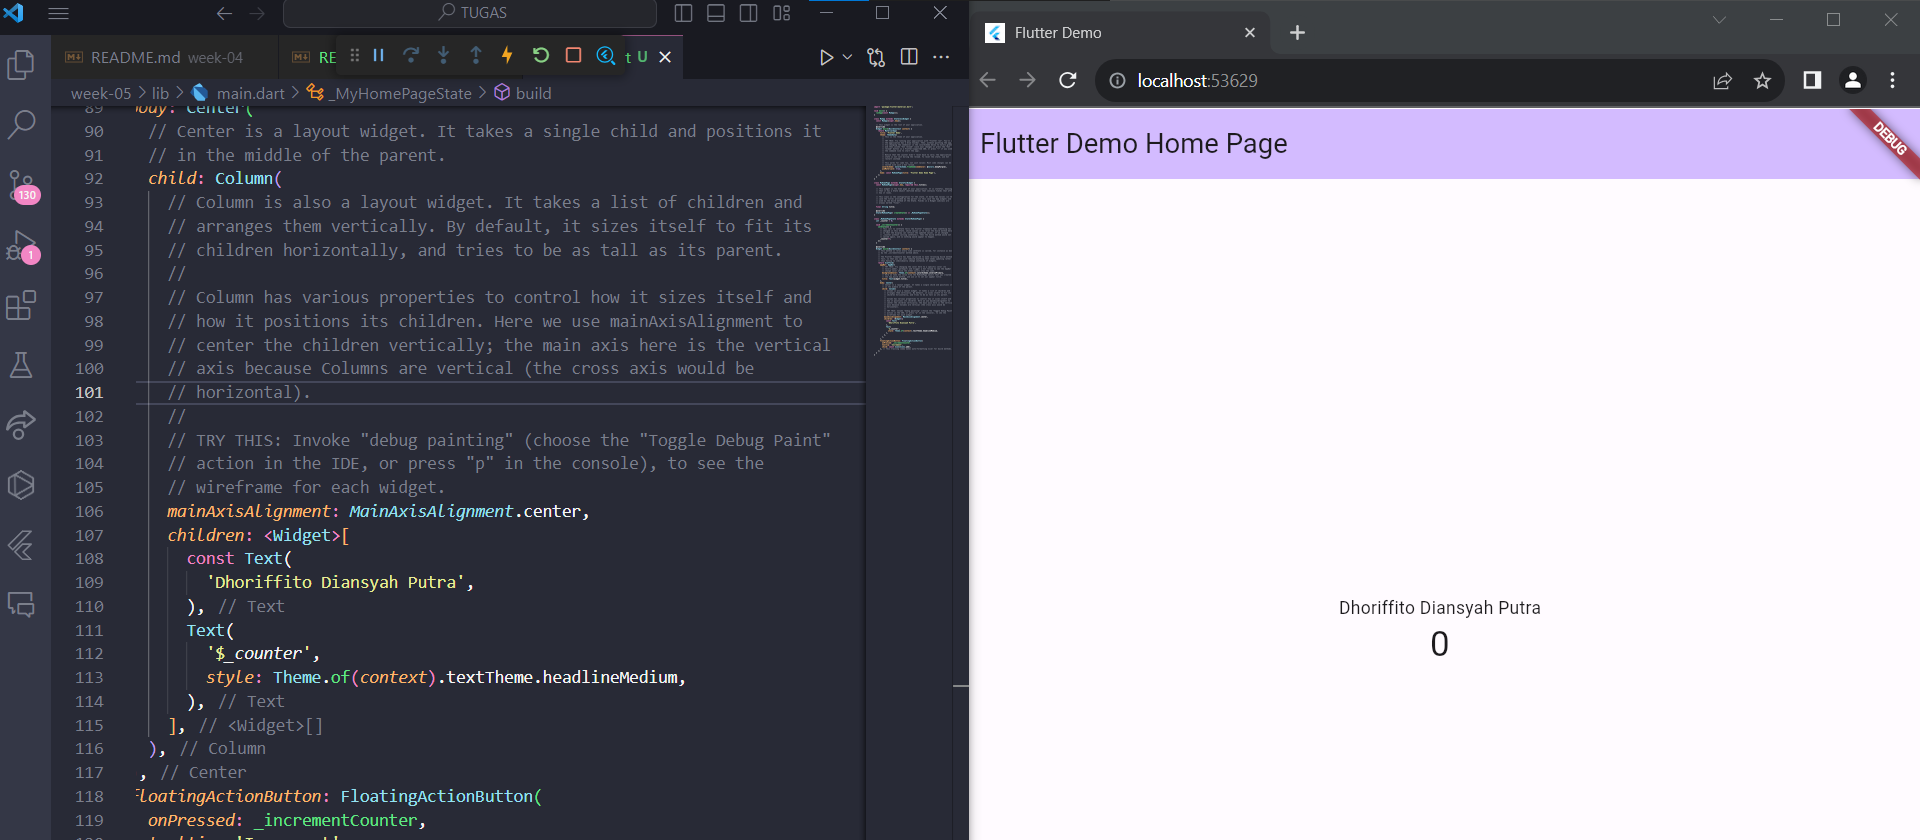 TUGAS
README.md week-04
RE
t U
week-05 > lib > main.dart > _MyHomePageState > build
89 body: Center(
90 // Center is a layout widget. It takes a single child and positions it
91 // in the middle of the parent.
92 child: Column(
93 // Column is also a layout widget. It takes a list of children and
94 // arranges them vertically. By default, it sizes itself to fit its
95 // children horizontally, and tries to be as tall as its parent.
96 //
97 // Column has various properties to control how it sizes itself and
98 // how it positions its children. Here we use mainAxisAlignment to
99 // center the children vertically; the main axis here is the vertical
100 // axis because Columns are vertical (the cross axis would be
101 // horizontal).
102 //
103 // TRY THIS: Invoke "debug painting" (choose the "Toggle Debug Paint"
104 // action in the IDE, or press "p" in the console), to see the
105 // wireframe for each widget.
106 mainAxisAlignment: MainAxisAlignment.center,
107 children: <Widget>[
108 const Text(
109 'Dhoriffito Diansyah Putra',
110 ), // Text
111 Text(
112 '$_counter',
113 style: Theme.of(context).textTheme.headlineMedium,
114 ), // Text
115 ], // <Widget>[]
116 ), // Column
117 , // Center
118 floatingActionButton: FloatingActionButton(
119 onPressed: _incrementCounter,
130
1
Flutter Demo
localhost:53629
Flutter Demo Home Page
DEBUG
Dhoriffito Diansyah Putra
0